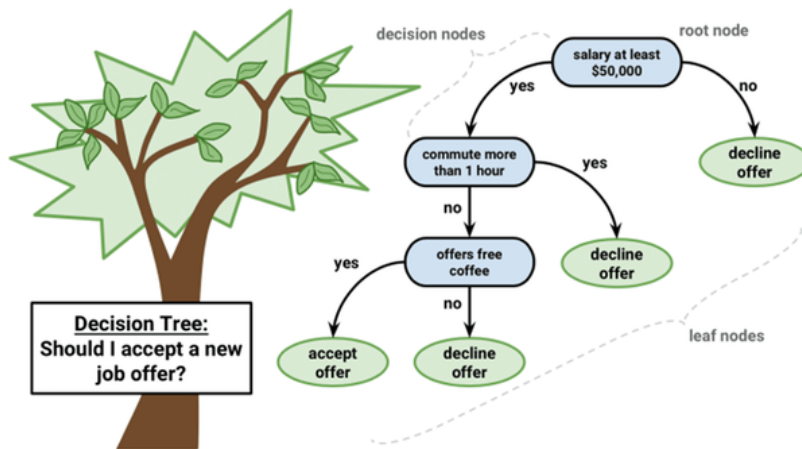 decision nodes
root node
salary at least
$50,000
yes
no
commute more
than 1 hour
yes
decline
offer
no
offers free
coffee
decline
offer
yes
no
Decision Tree:
Should I accept a new
job offer?
accept
offer
decline
offer
leaf nodes